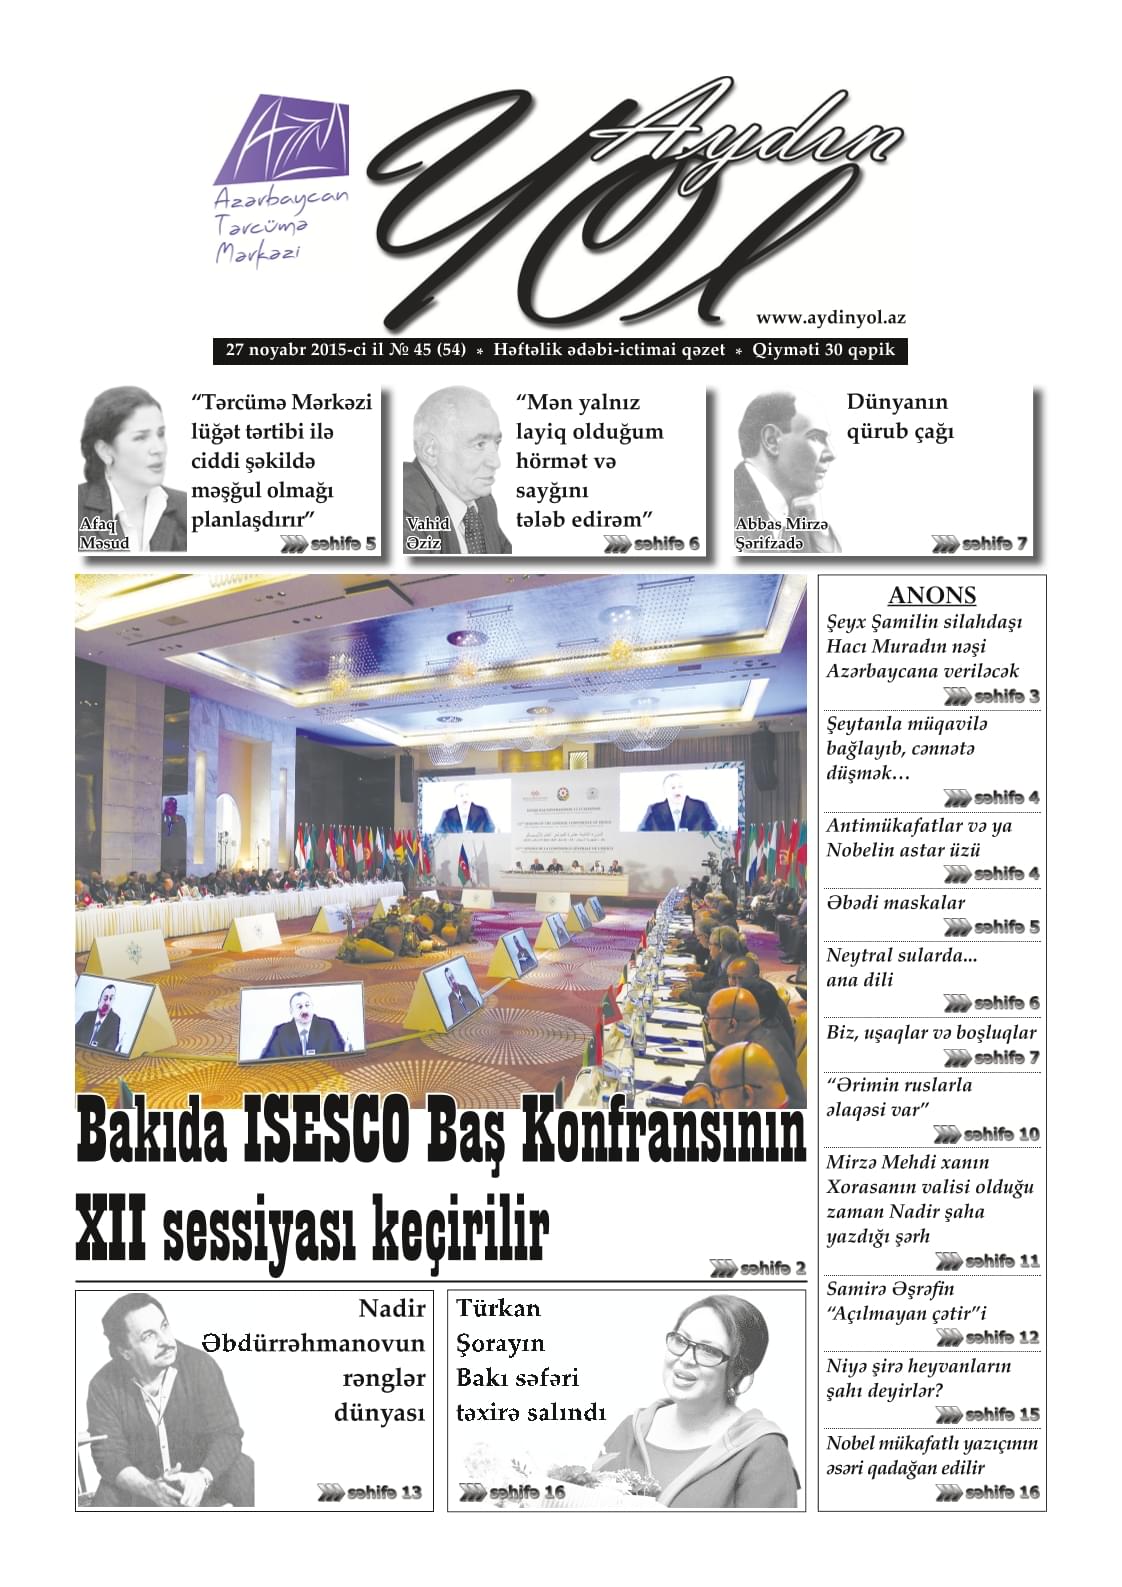 AZTM
Azərbaycan
Tərcümə
Mərkəzi
Aydın
Yol
www.aydinyol.az
27 noyabr 2015-ci il № 45 (54) * Həftəlik ədəbi-ictimai qəzet * Qiyməti 30 qəpik
“Tərcümə Mərkəzi
lüğət tərtibi ilə
ciddi şəkildə
məşğul olmağı
planlaşdırır”
Afaq
Məsud
səhifə 5
“Mən yalnız
layiq olduğum
hörmət və
sayğını
tələb edirəm”
Vahid
Əziz
səhifə 6
Dünyanın
qürub çağı
Abbas Mirzə
Şərifzadə
səhifə 7
Bakıda ISESCO Baş Konfransının
XII sessiyası keçirilir
səhifə 2
Nadir
Əbdürrəhmanovun
rənglər
dünyası
səhifə 13
Türkan
Şorayın
Bakı səfəri
təxirə salındı
səhifə 16
ANONS
Şeyx Şamilin silahdaşı
Hacı Muradın nəşi
Azərbaycana veriləcək
səhifə 3
Şeytanla müqavilə
bağlayıb, cənnətə
düşmək…
səhifə 4
Antimükafatlar və ya
Nobelin astar üzü
səhifə 4
Əbədi maskalar
səhifə 5
Neytral sularda...
ana dili
səhifə 6
Biz, uşaqlar və boşluqlar
səhifə 7
“Ərimin ruslarla
əlaqəsi var”
səhifə 10
Mirzə Mehdi xanın
Xorasanın valisi olduğu
zaman Nadir şaha
yazdığı şərh
səhifə 11
Samirə Əşrəfin
“Açılmayan çətir”i
səhifə 12
Niyə şirə heyvanların
şahı deyirlər?
səhifə 15
Nobel mükafatlı yazıçının
əsəri qadağan edilir
səhifə 16